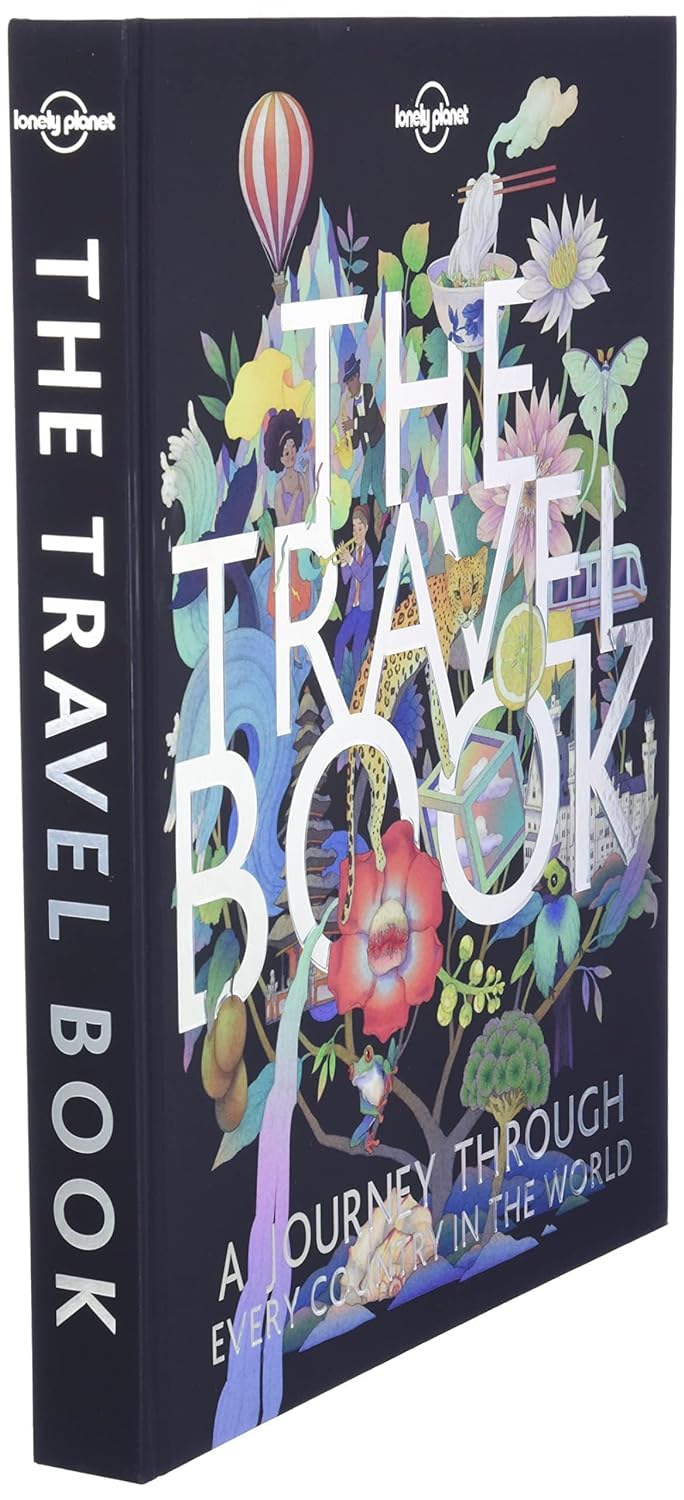 lonely planet
THE TRAVEL BOOK
lonely planet
THE
TRAVEL
BOOK
A JOURNEY THROUGH
EVERY COUNTRY IN THE WORLD